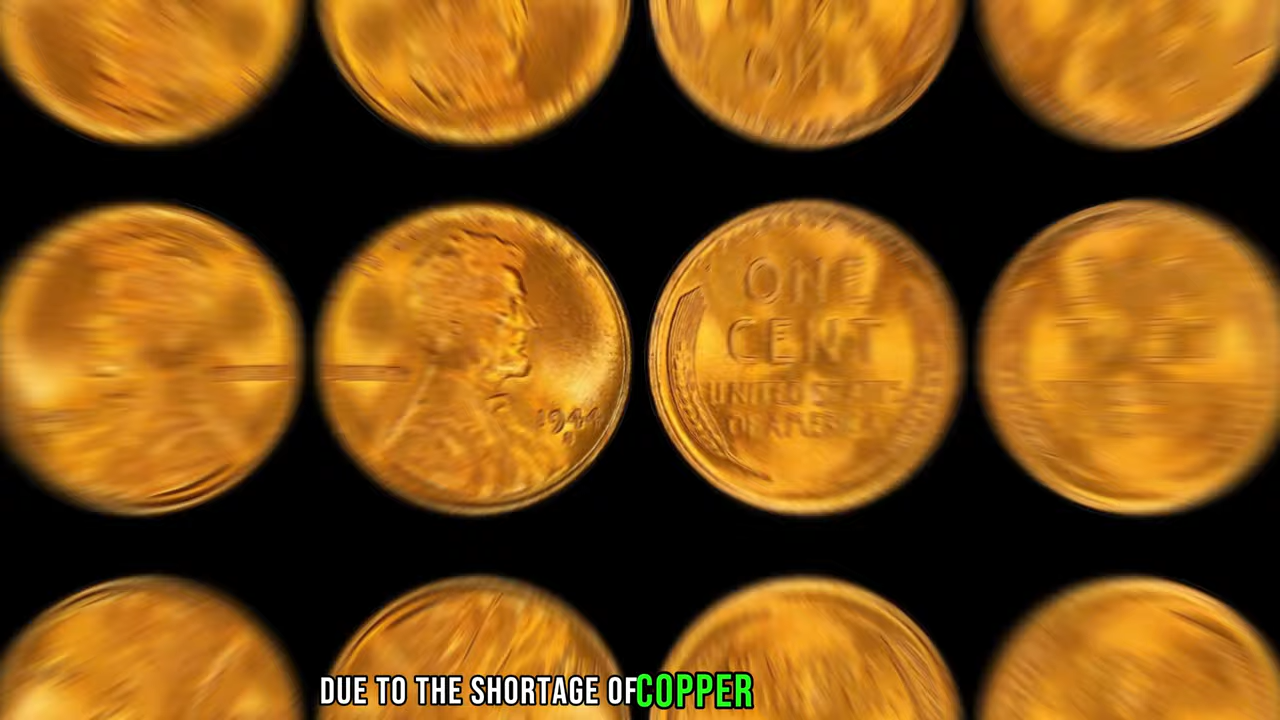 ONE
CENT
UNITED STATES
OF AMERICA
1944
DUE TO THE SHORTAGE OF COPPER